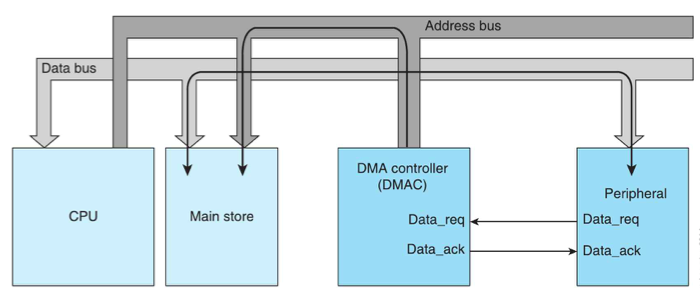 Address bus
Data bus
CPU
Main store
DMA controller
(DMAC)
Data_req
Data_ack
Peripheral
Data_req
Data_ack